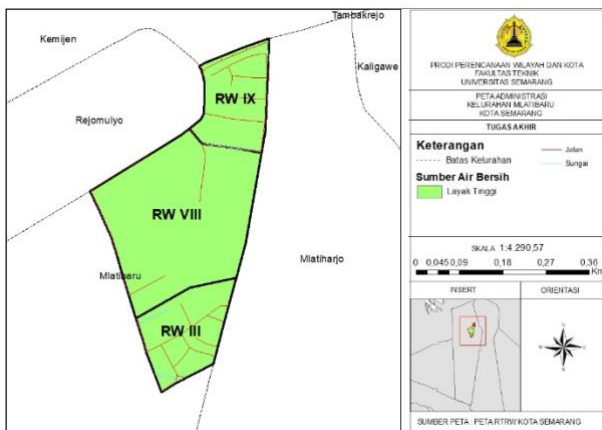 Tambakrejo
Kemijen
Kaligawe
RW IX
Rejomulyo
RW VIII
Mlatiharjo
Mlatibaru
RW III
PRODI PERENCANAAN WILAYAH DAN KOTA
FAKULTAS TEKNIK
UNIVERSITAS SEMARANG
PETA ADMINISTRASI
KELURAHAN MLATIBARU
KOTA SEMARANG
TUGAS AKHIR
Keterangan
Batas Kelurahan
Jalan
Sungai
Sumber Air Bersih
Layak Tinggi
SKALA 1:4.290,57
0 0,045 0,09 0,18 0,27 0,36
Km
INSERT
ORIENTASI
SUMBER PETA : PETA RTRW KOTA SEMARANG